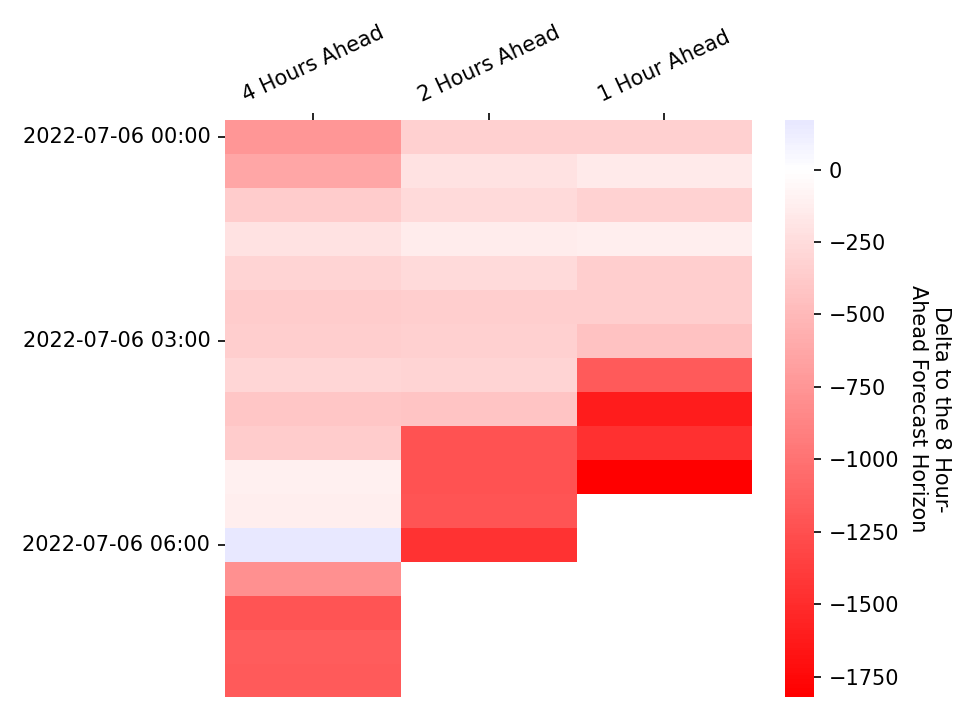 4 Hours Ahead
2 Hours Ahead
1 Hour Ahead
2022-07-06 00:00
2022-07-06 03:00
2022-07-06 06:00
0
−250
−500
−750
−1000
−1250
−1500
−1750
Delta to the 8 Hour-
Ahead Forecast Horizon